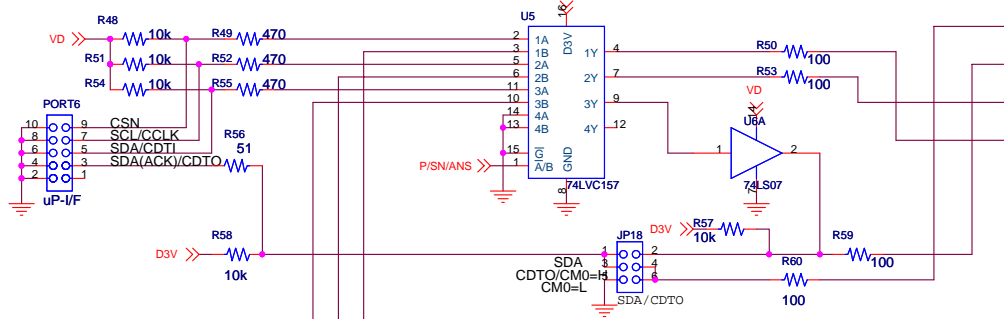 R48
VD
10k
R49
470
R51
10k
R52
470
R54
10k
R55
470
PORT6
10
9
CSN
8
7
SCL/CCLK
6
5
SDA/CDTI
4
3
SDA(ACK)/CDTO
2
1
uP-I/F
R56
51
U5
16
D3V
2
1A
3
1B
5
2A
6
2B
11
3A
10
3B
14
4A
13
4B
15
G
1
A/B
GND
8
1Y
4
2Y
7
3Y
9
4Y
12
74LVC157
P/SN/ANS
R50
100
R53
100
VD
14
U6A
1
2
74LS07
7
D3V
R58
10k
D3V
R57
10k
JP18
1
2
3
4
5
6
SDA
CDTO/CM0=H
CM0=L
SDA/CDTO
R59
100
R60
100